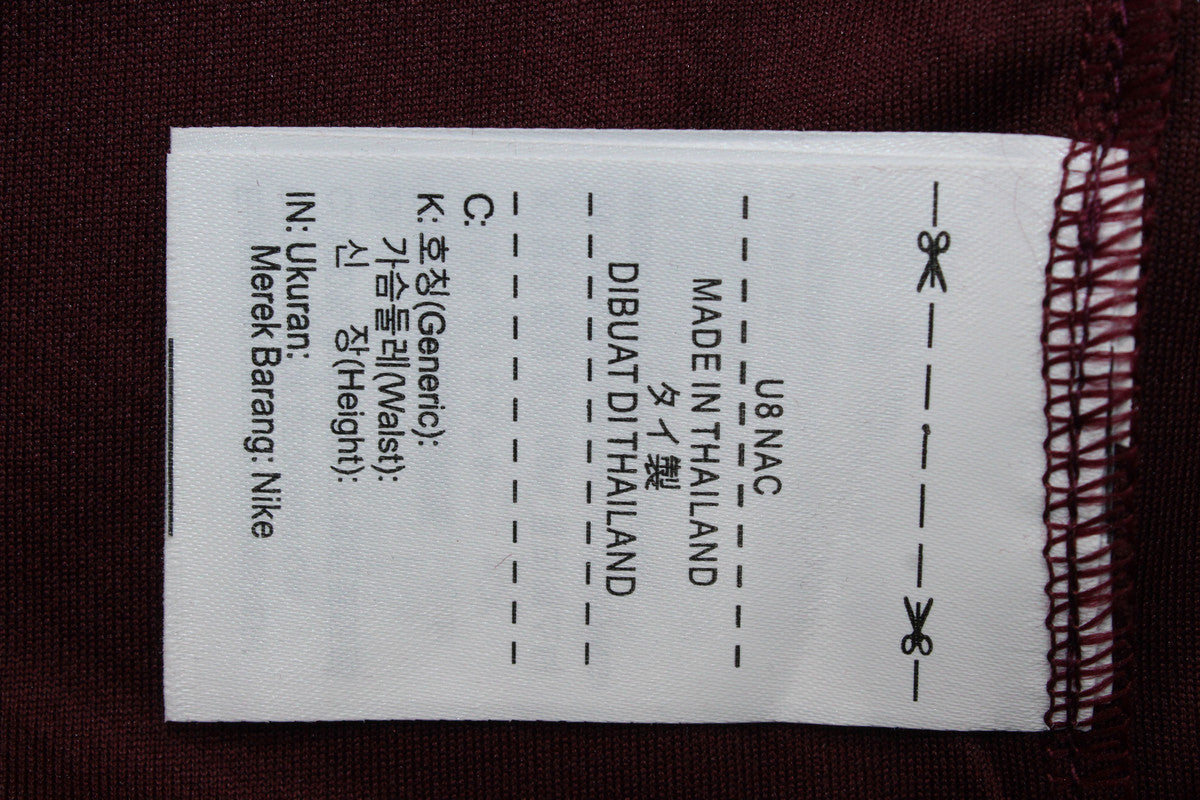 U8 NAC
MADE IN THAILAND
タイ製
DIBUAT DI THAILAND
C:
K: 호칭(Generic):
가슴둘레(Walst):
신 장(Height):
IN: Ukuran:
Merek Barang: Nike